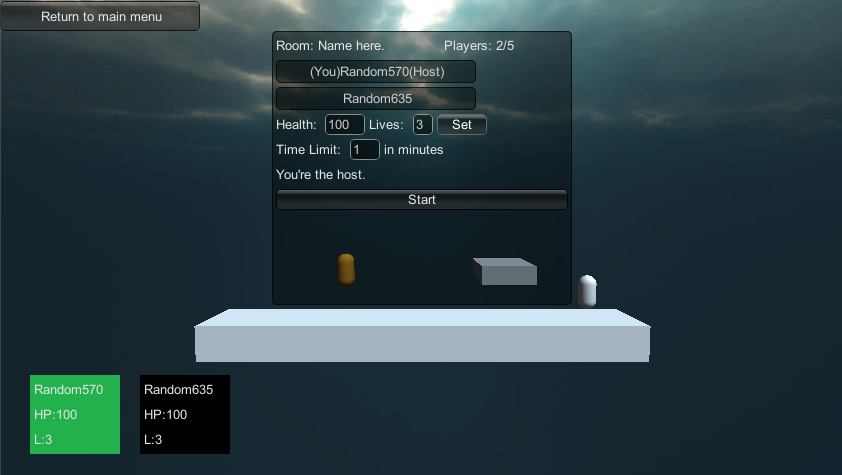 Return to main menu
Room: Name here. Players: 2/5
(You)Random570(Host)
Random635
Health: 100 Lives: 3 Set
Time Limit: 1 in minutes
You're the host.
Start
Random570
HP:100
L:3
Random635
HP:100
L:3